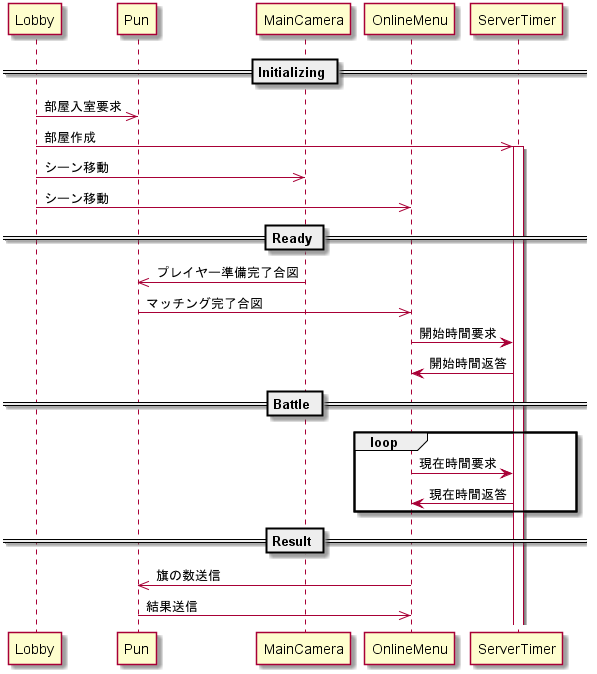 Lobby Pun MainCamera OnlineMenu ServerTimer
Initializing
部屋入室要求
部屋作成
シーン移動
シーン移動
Ready
プレイヤー準備完了合図
マッチング完了合図
開始時間要求
開始時間返答
Battle
loop
現在時間要求
現在時間返答
Result
旗の数送信
結果送信
Lobby Pun MainCamera OnlineMenu ServerTimer